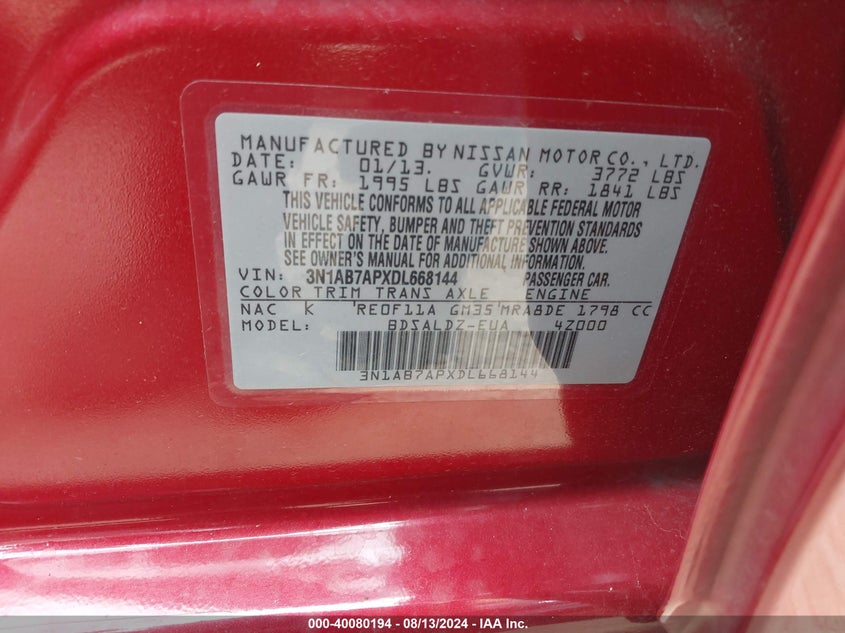 MANUFACTURED BY NISSAN MOTOR CO., LTD.
DATE: 01/13. GVWR: 3772 LBS
GAWR FR: 1995 LBS GAWR RR: 1841 LBS
THIS VEHICLE CONFORMS TO ALL APPLICABLE FEDERAL MOTOR
VEHICLE SAFETY, BUMPER AND THEFT PREVENTION STANDARDS
IN EFFECT ON THE DATE OF MANUFACTURE SHOWN ABOVE.
SEE OWNER'S MANUAL FOR ADDITIONAL INFORMATION
VIN: 3N1AB7APXDL668144 PASSENGER CAR.
COLOR TRIM TRANS AXLE ENGINE
NAC K 'RE0F11A GM35 MRA8DE 1798 CC
MODEL: BDSALDZ-EUA 4Z000
3N1AB7APXDL668144
000-40080194 - 08/13/2024 - IAAI.com.